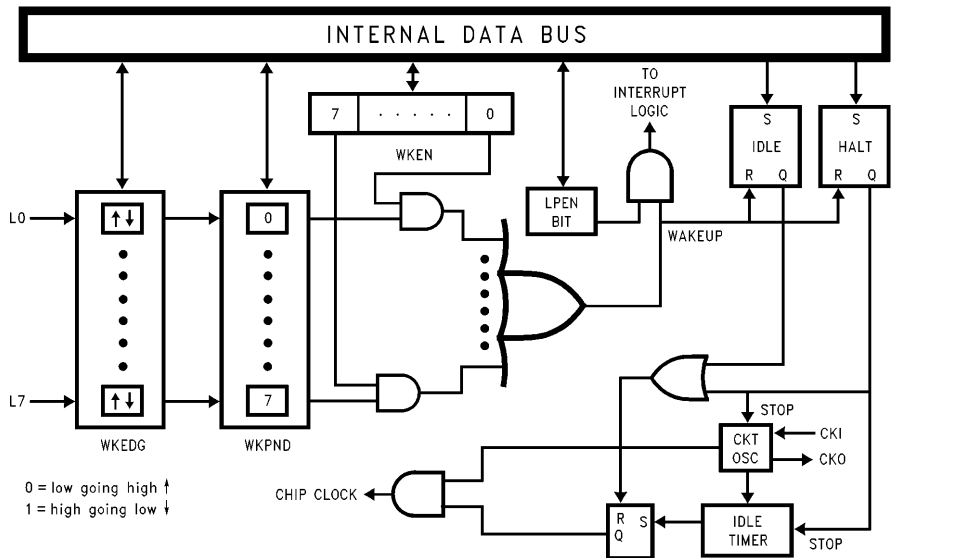 INTERNAL DATA BUS
TO
INTERRUPT
LOGIC
7 . . . . . 0
WKEN
S
IDLE
R Q
S
HALT
R Q
L0
↑↓
0
LPEN
BIT
WAKEUP
L7
↑↓
7
WKEDG
WKPND
STOP
CKT
OSC
CKI
CKO
0 = low going high ↑
1 = high going low ↓
CHIP CLOCK
R S
Q
IDLE
TIMER
STOP